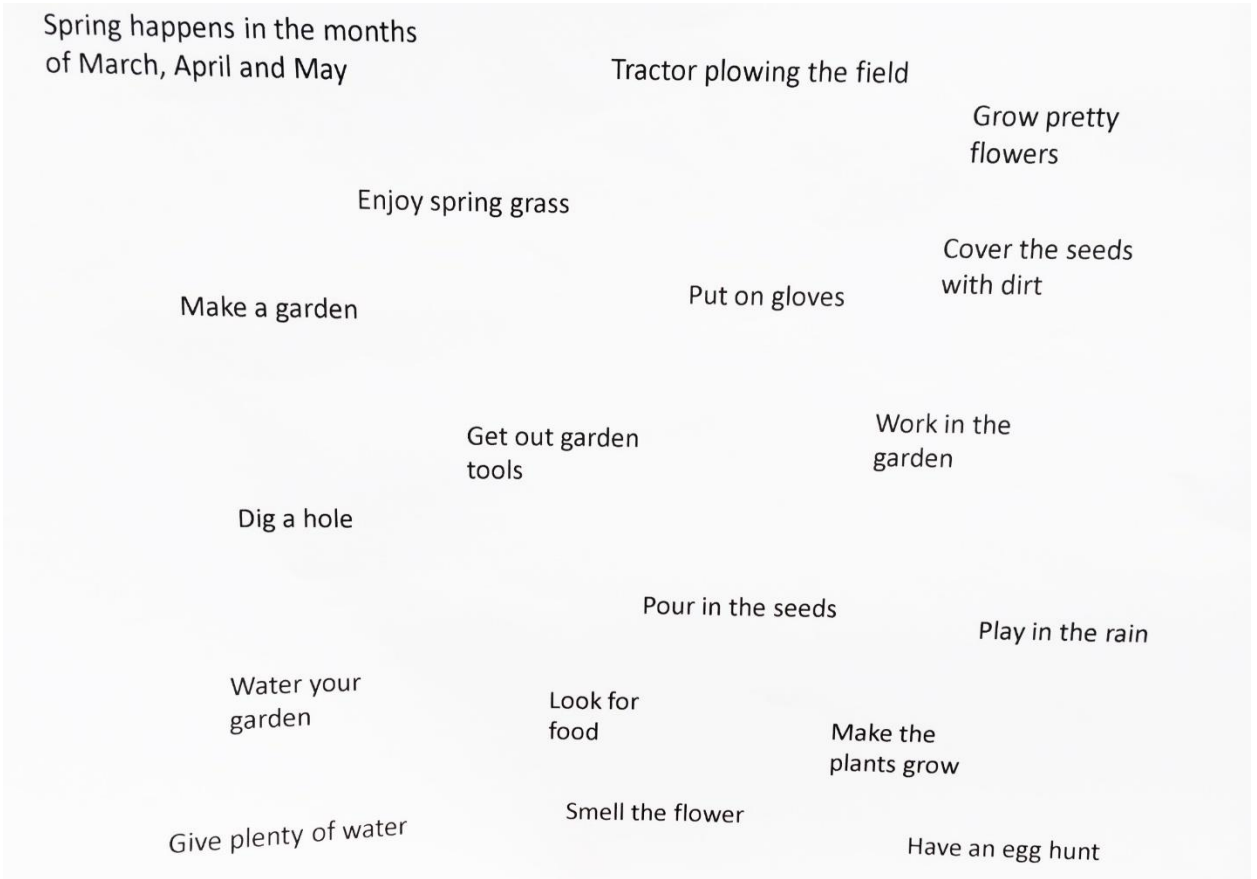 Spring happens in the months
of March, April and May
Tractor plowing the field
Grow pretty
flowers
Enjoy spring grass
Cover the seeds
with dirt
Put on gloves
Make a garden
Get out garden
tools
Work in the
garden
Dig a hole
Pour in the seeds
Play in the rain
Water your
garden
Look for
food
Make the
plants grow
Smell the flower
Give plenty of water
Have an egg hunt